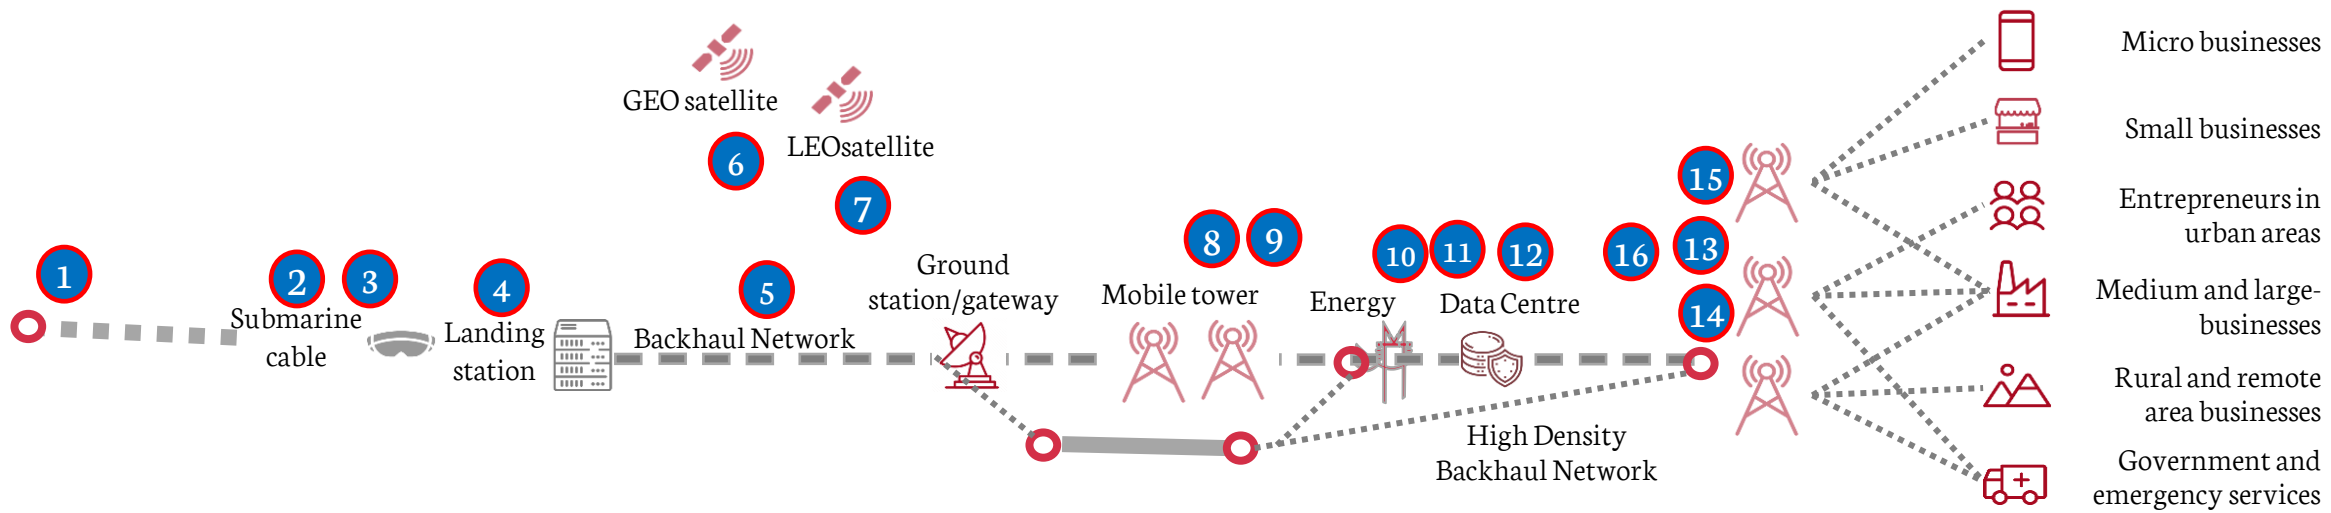 1
2
3
Submarine
cable
4
Landing
station
5
Backhaul Network
GEO satellite
6
LEOsatellite
7
Ground
station/gateway
8
9
Mobile tower
10
11
12
Energy
Data Centre
16
15
13
14
High Density
Backhaul Network
Micro businesses
Small businesses
Entrepreneurs in
urban areas
Medium and large-
businesses
Rural and remote
area businesses
Government and
emergency services